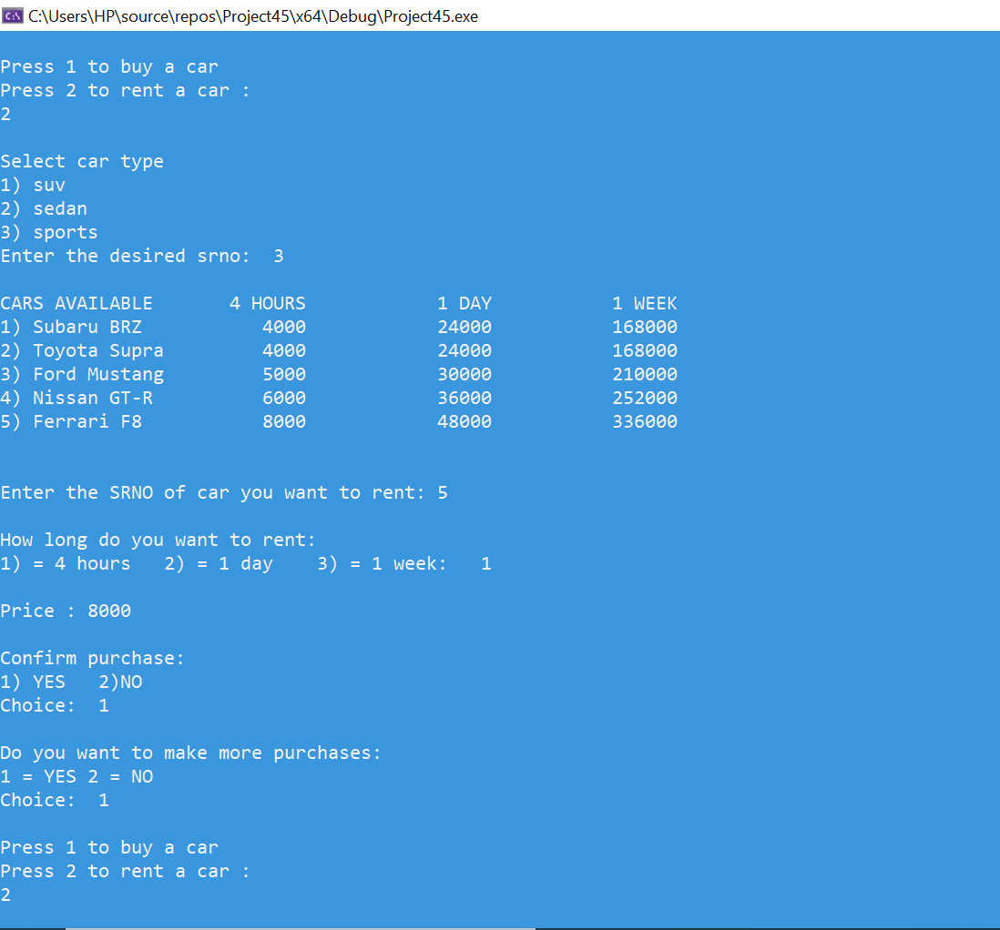 C:\Users\HP\source\repos\Project45\x64\Debug\Project45.exe
Press 1 to buy a car
Press 2 to rent a car :
2
Select car type
1) suv
2) sedan
3) sports
Enter the desired srno:  3
CARS AVAILABLE       4 HOURS            1 DAY           1 WEEK
1) Subaru BRZ           4000            24000           168000
2) Toyota Supra         4000            24000           168000
3) Ford Mustang         5000            30000           210000
4) Nissan GT-R          6000            36000           252000
5) Ferrari F8           8000            48000           336000
Enter the SRNO of car you want to rent: 5
How long do you want to rent:
1) = 4 hours   2) = 1 day    3) = 1 week:   1
Price : 8000
Confirm purchase:
1) YES   2)NO
Choice:  1
Do you want to make more purchases:
1 = YES 2 = NO
Choice:  1
Press 1 to buy a car
Press 2 to rent a car :
2